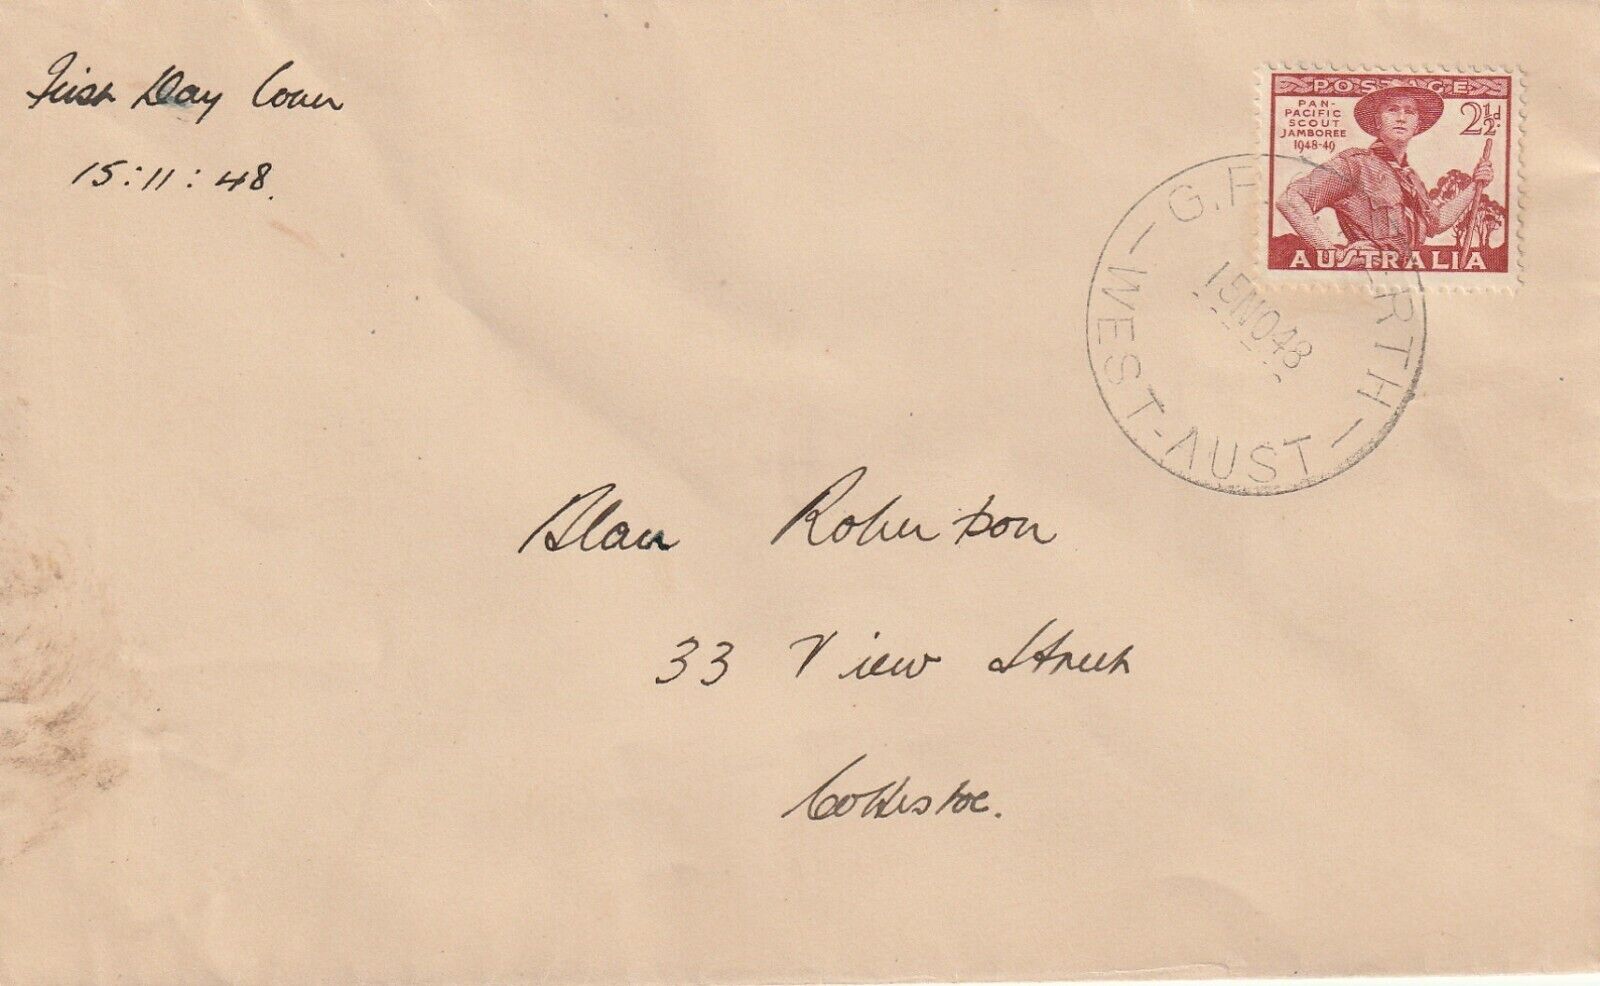 First Day Cover
15:11:48.
POSTAGE
PAN-
PACIFIC
SCOUT
JAMBOREE
1948-49
2½d.
AUSTRALIA
G.P.O. PERTH
15NO48
WEST-AUST
Alan Robertson
33 View Street
Cottesloe.